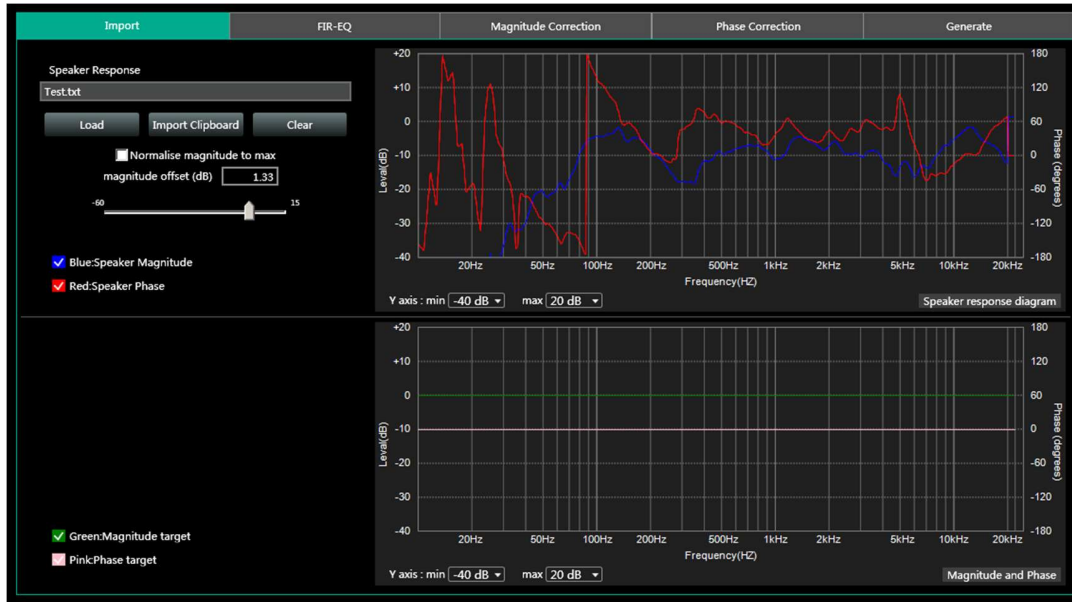 Import FIR-EQ Magnitude Correction Phase Correction Generate
Speaker Response
Test.txt
Load Import Clipboard Clear
Normalise magnitude to max
magnitude offset (dB) 1.33
-60 15
Blue:Speaker Magnitude
Red:Speaker Phase
+20 180
+10 120
0 60
-10 0
-20 -60
-30 -120
-40 -180
Leval(dB)
Phase (degrees)
20Hz 50Hz 100Hz 200Hz 500Hz 1kHz 2kHz 5kHz 10kHz 20kHz
Frequency(HZ)
Y axis : min -40 dB max 20 dB Speaker response diagram
+20 180
+10 120
0 60
-10 0
-20 -60
-30 -120
-40 -180
Leval(dB)
Phase (degrees)
20Hz 50Hz 100Hz 200Hz 500Hz 1kHz 2kHz 5kHz 10kHz 20kHz
Frequency(HZ)
Green:Magnitude target
Pink:Phase target
Y axis : min -40 dB max 20 dB Magnitude and Phase